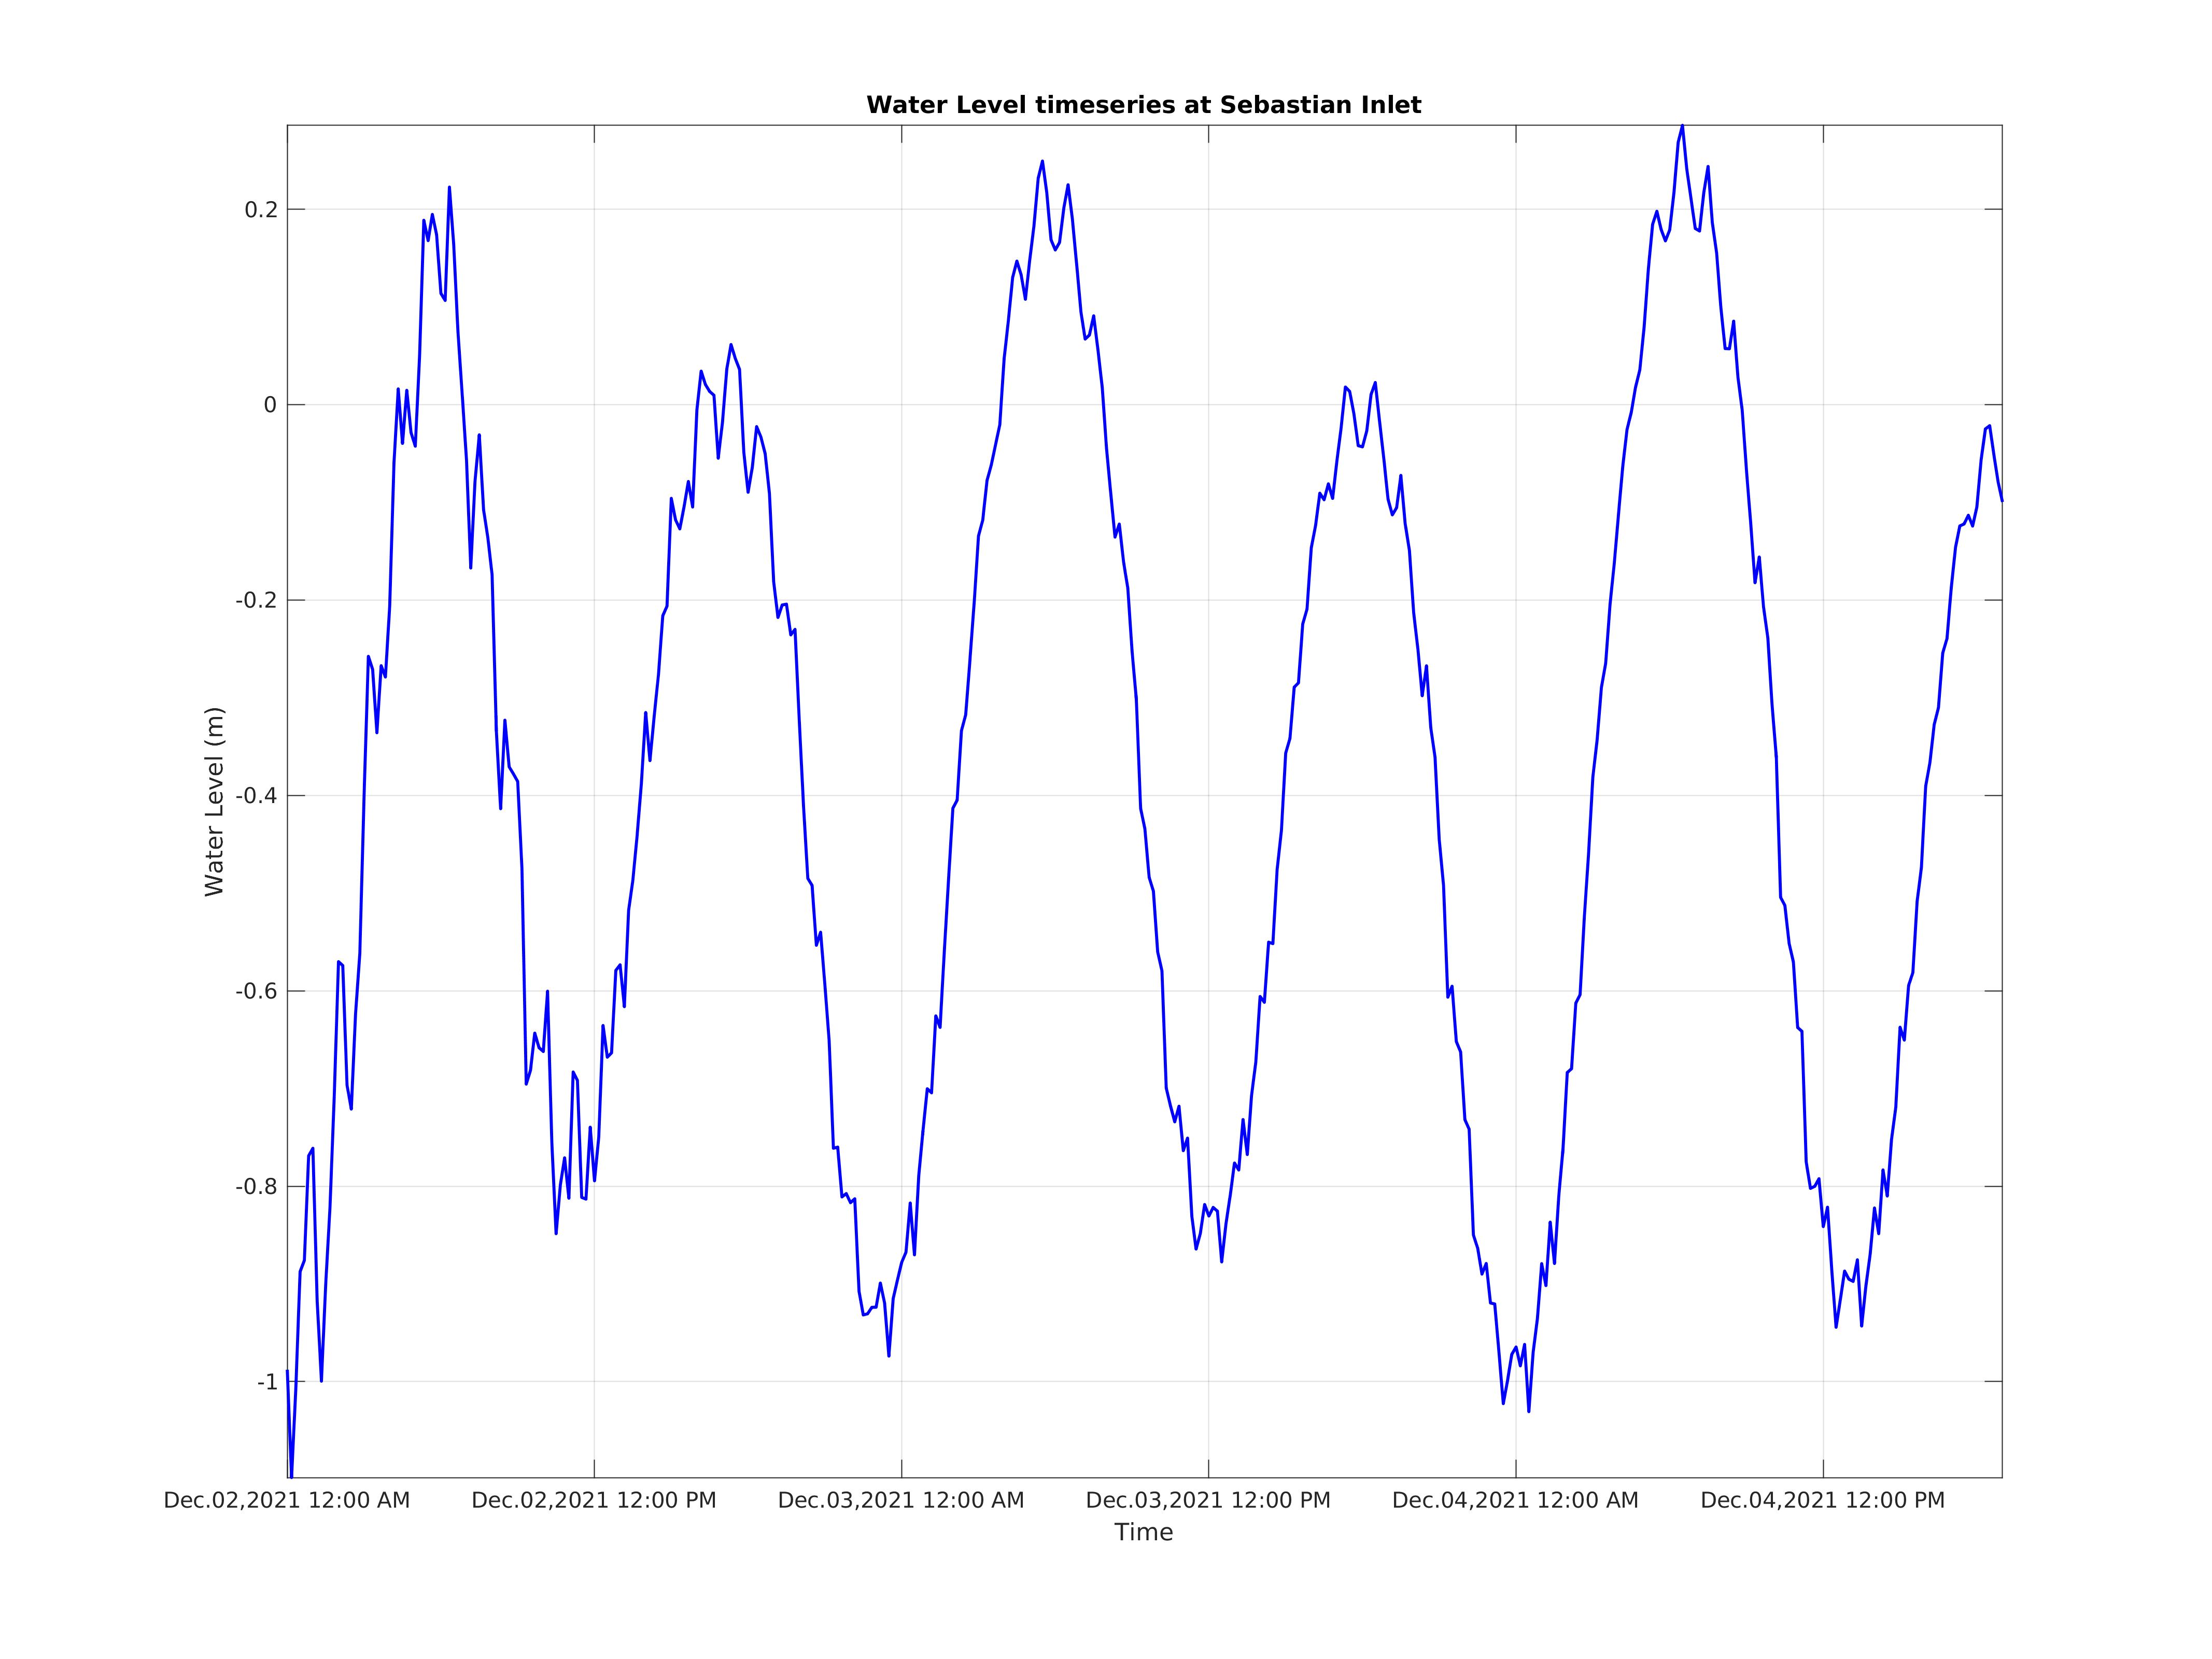 Water Level timeseries at Sebastian Inlet
0.2
0
-0.2
-0.4
-0.6
-0.8
-1
Water Level (m)
Dec.02,2021 12:00 AM Dec.02,2021 12:00 PM Dec.03,2021 12:00 AM Dec.03,2021 12:00 PM Dec.04,2021 12:00 AM Dec.04,2021 12:00 PM
Time